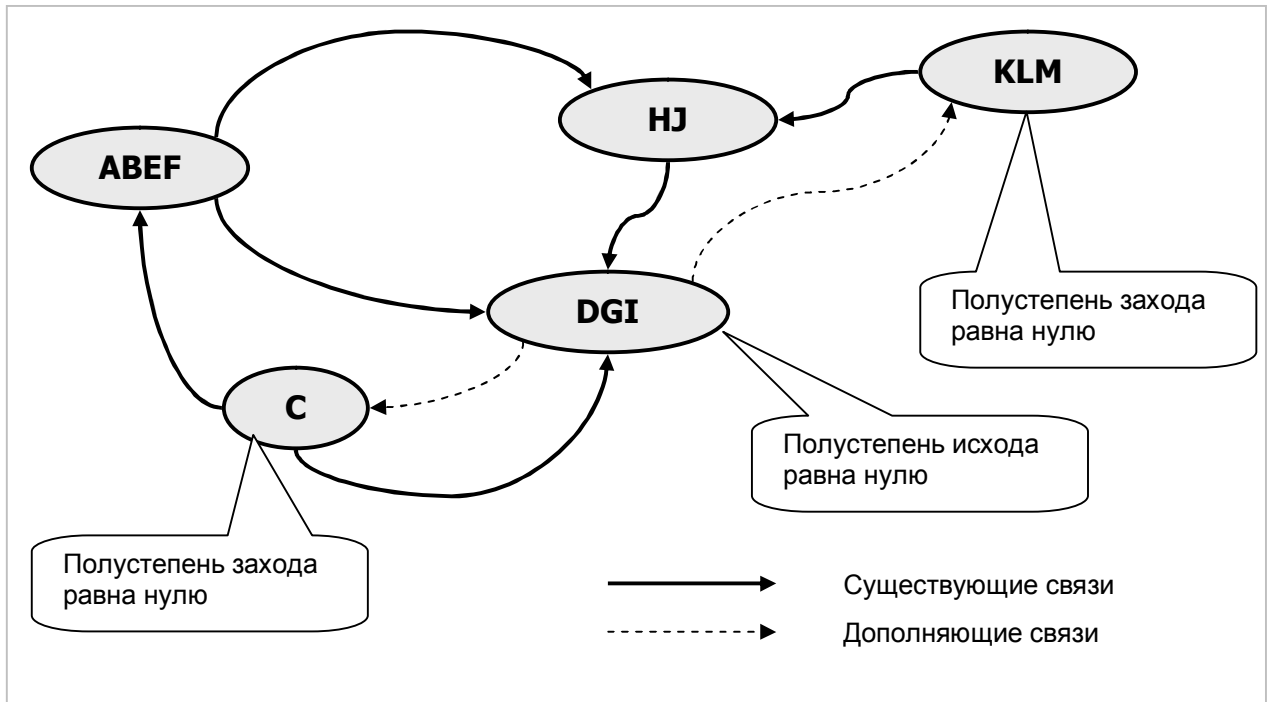 KLM
HJ
ABEF
DGI
Полустепень захода
равна нулю
C
Полустепень исхода
равна нулю
Полустепень захода
равна нулю
Существующие связи
Дополняющие связи